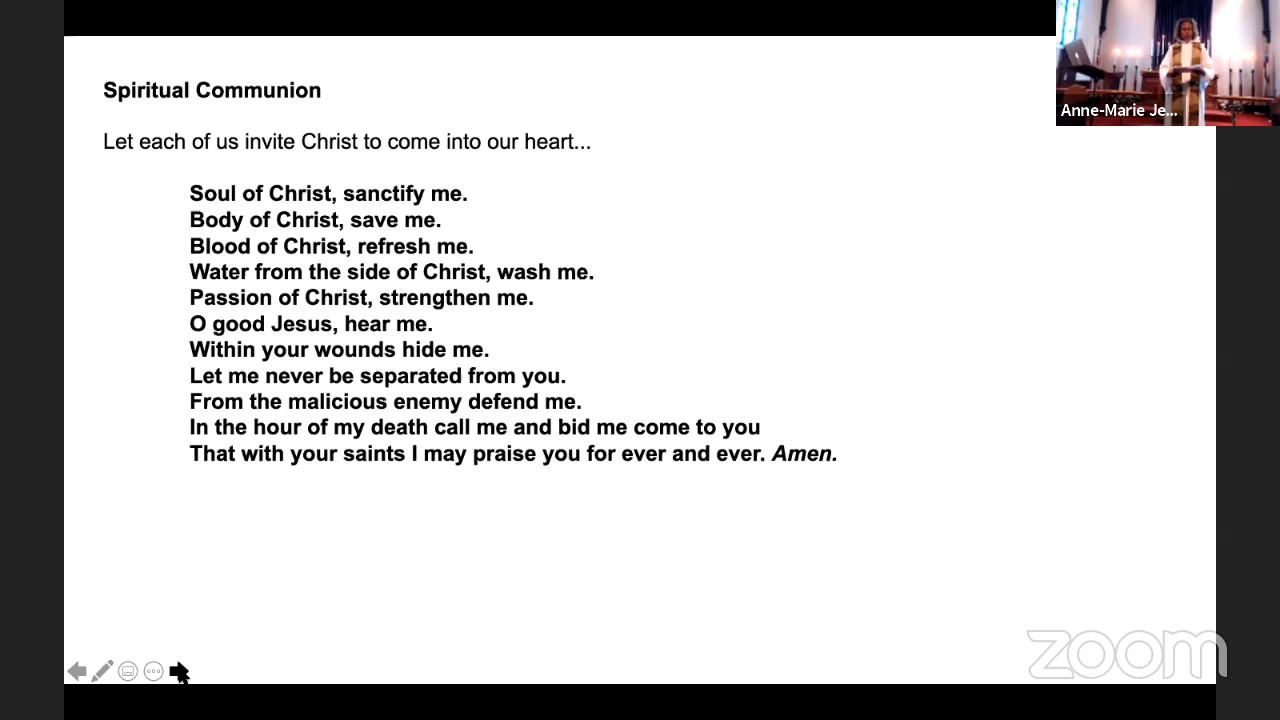 Spiritual Communion
Let each of us invite Christ to come into our heart...
Soul of Christ, sanctify me.
Body of Christ, save me.
Blood of Christ, refresh me.
Water from the side of Christ, wash me.
Passion of Christ, strengthen me.
O good Jesus, hear me.
Within your wounds hide me.
Let me never be separated from you.
From the malicious enemy defend me.
In the hour of my death call me and bid me come to you
That with your saints I may praise you for ever and ever. Amen.
Anne-Marie Je...
zoom